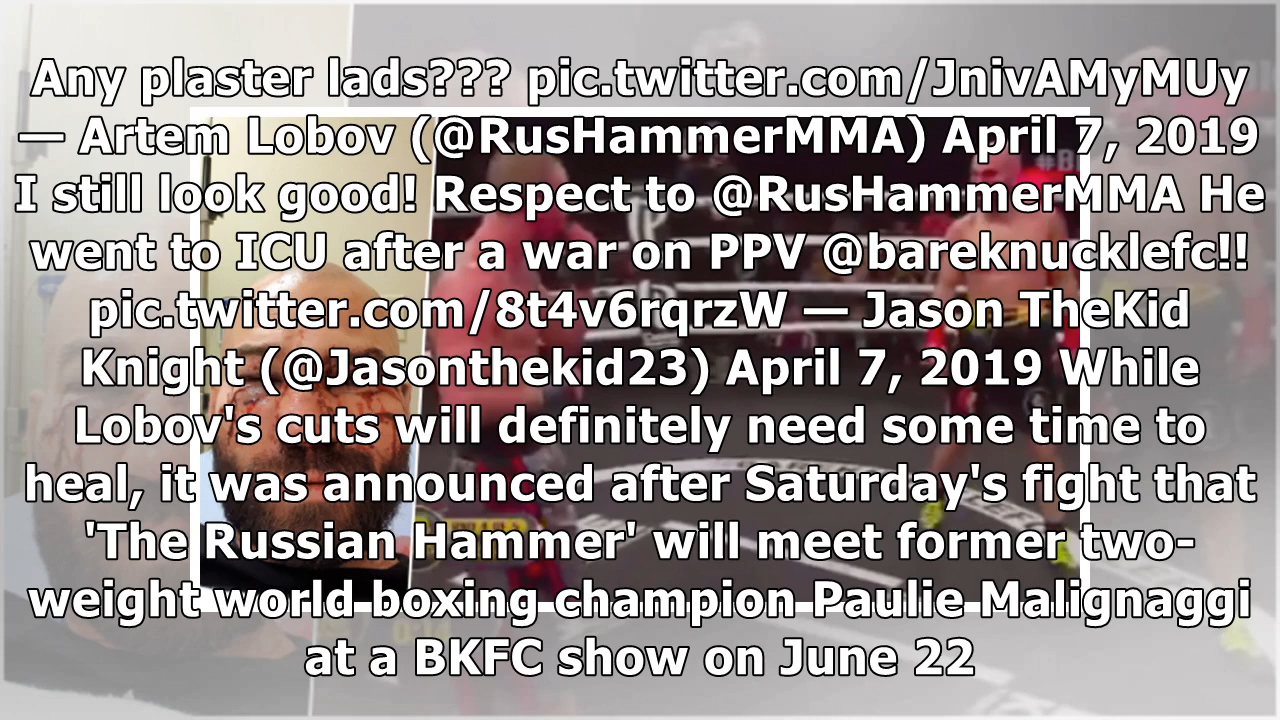 Any plaster lads??? pic.twitter.com/JnivAMyMUy
— Artem Lobov (@RusHammerMMA) April 7, 2019
I still look good! Respect to @RusHammerMMA He
went to ICU after a war on PPV @bareknucklefc!!
pic.twitter.com/8t4v6rqrzW — Jason TheKid
Knight (@Jasonthekid23) April 7, 2019 While
Lobov's cuts will definitely need some time to
heal, it was announced after Saturday's fight that
'The Russian Hammer' will meet former two-
weight world boxing champion Paulie Malignaggi
at a BKFC show on June 22